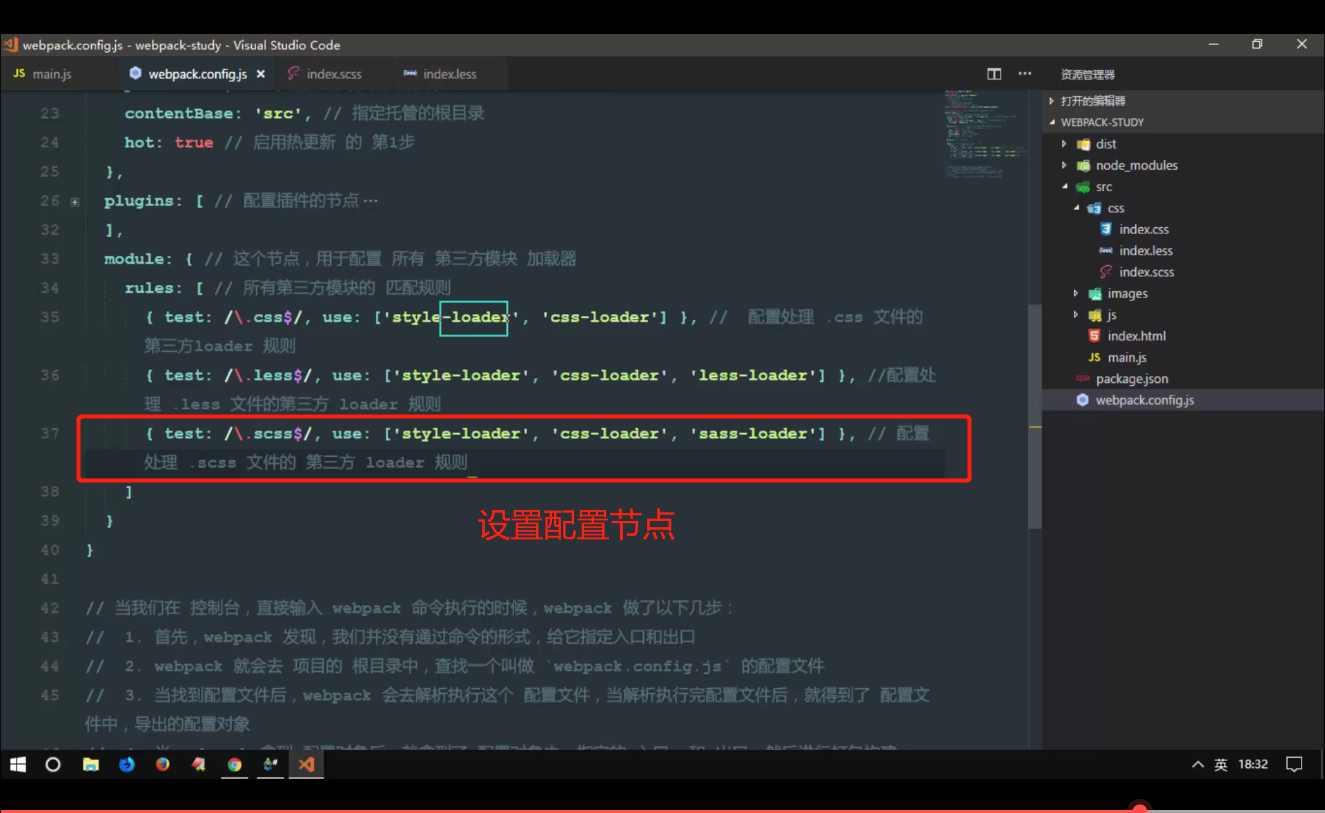 webpack.config.js - webpack-study - Visual Studio Code
JS main.js
webpack.config.js
index.scss
index.less
资源管理器
23 contentBase: 'src', // 指定托管的根目录
24 hot: true // 启用热更新 的 第1步
25 },
26 plugins: [ // 配置插件的节点…
32 ],
33 module: { // 这个节点，用于配置 所有 第三方模块 加载器
34 rules: [ // 所有第三方模块的 匹配规则
35 { test: /\.css$/, use: ['style-loader', 'css-loader'] }, // 配置处理 .css 文件的
第三方loader 规则
36 { test: /\.less$/, use: ['style-loader', 'css-loader', 'less-loader'] }, //配置处
理 .less 文件的第三方 loader 规则
37 { test: /\.scss$/, use: ['style-loader', 'css-loader', 'sass-loader'] }, // 配置
处理 .scss 文件的 第三方 loader 规则
38 ]
设置配置节点
39 }
40 }
41
42 // 当我们在 控制台，直接输入 webpack 命令执行的时候，webpack 做了以下几步：
43 // 1. 首先，webpack 发现，我们并没有通过命令的形式，给它指定入口和出口
44 // 2. webpack 就会去 项目的 根目录中，查找一个叫做 `webpack.config.js` 的配置文件
45 // 3. 当找到配置文件后，webpack 会去解析执行这个 配置文件，当解析执行完配置文件后，就得到了 配置文
件中，导出的配置对象
打开的编辑器
WEBPACK-STUDY
dist
node_modules
src
css
index.css
index.less
index.scss
images
js
index.html
JS main.js
package.json
webpack.config.js
英
18:32